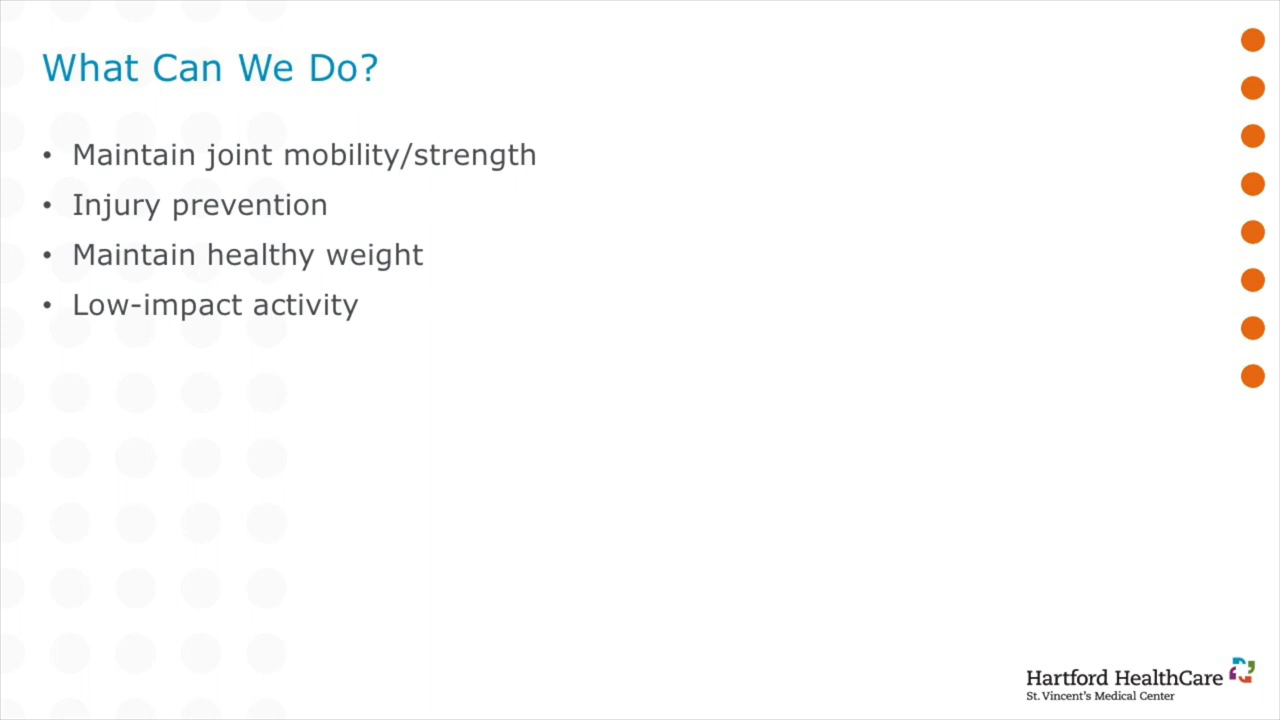 What Can We Do?
• Maintain joint mobility/strength
• Injury prevention
• Maintain healthy weight
• Low-impact activity
Hartford HealthCare
St. Vincent's Medical Center